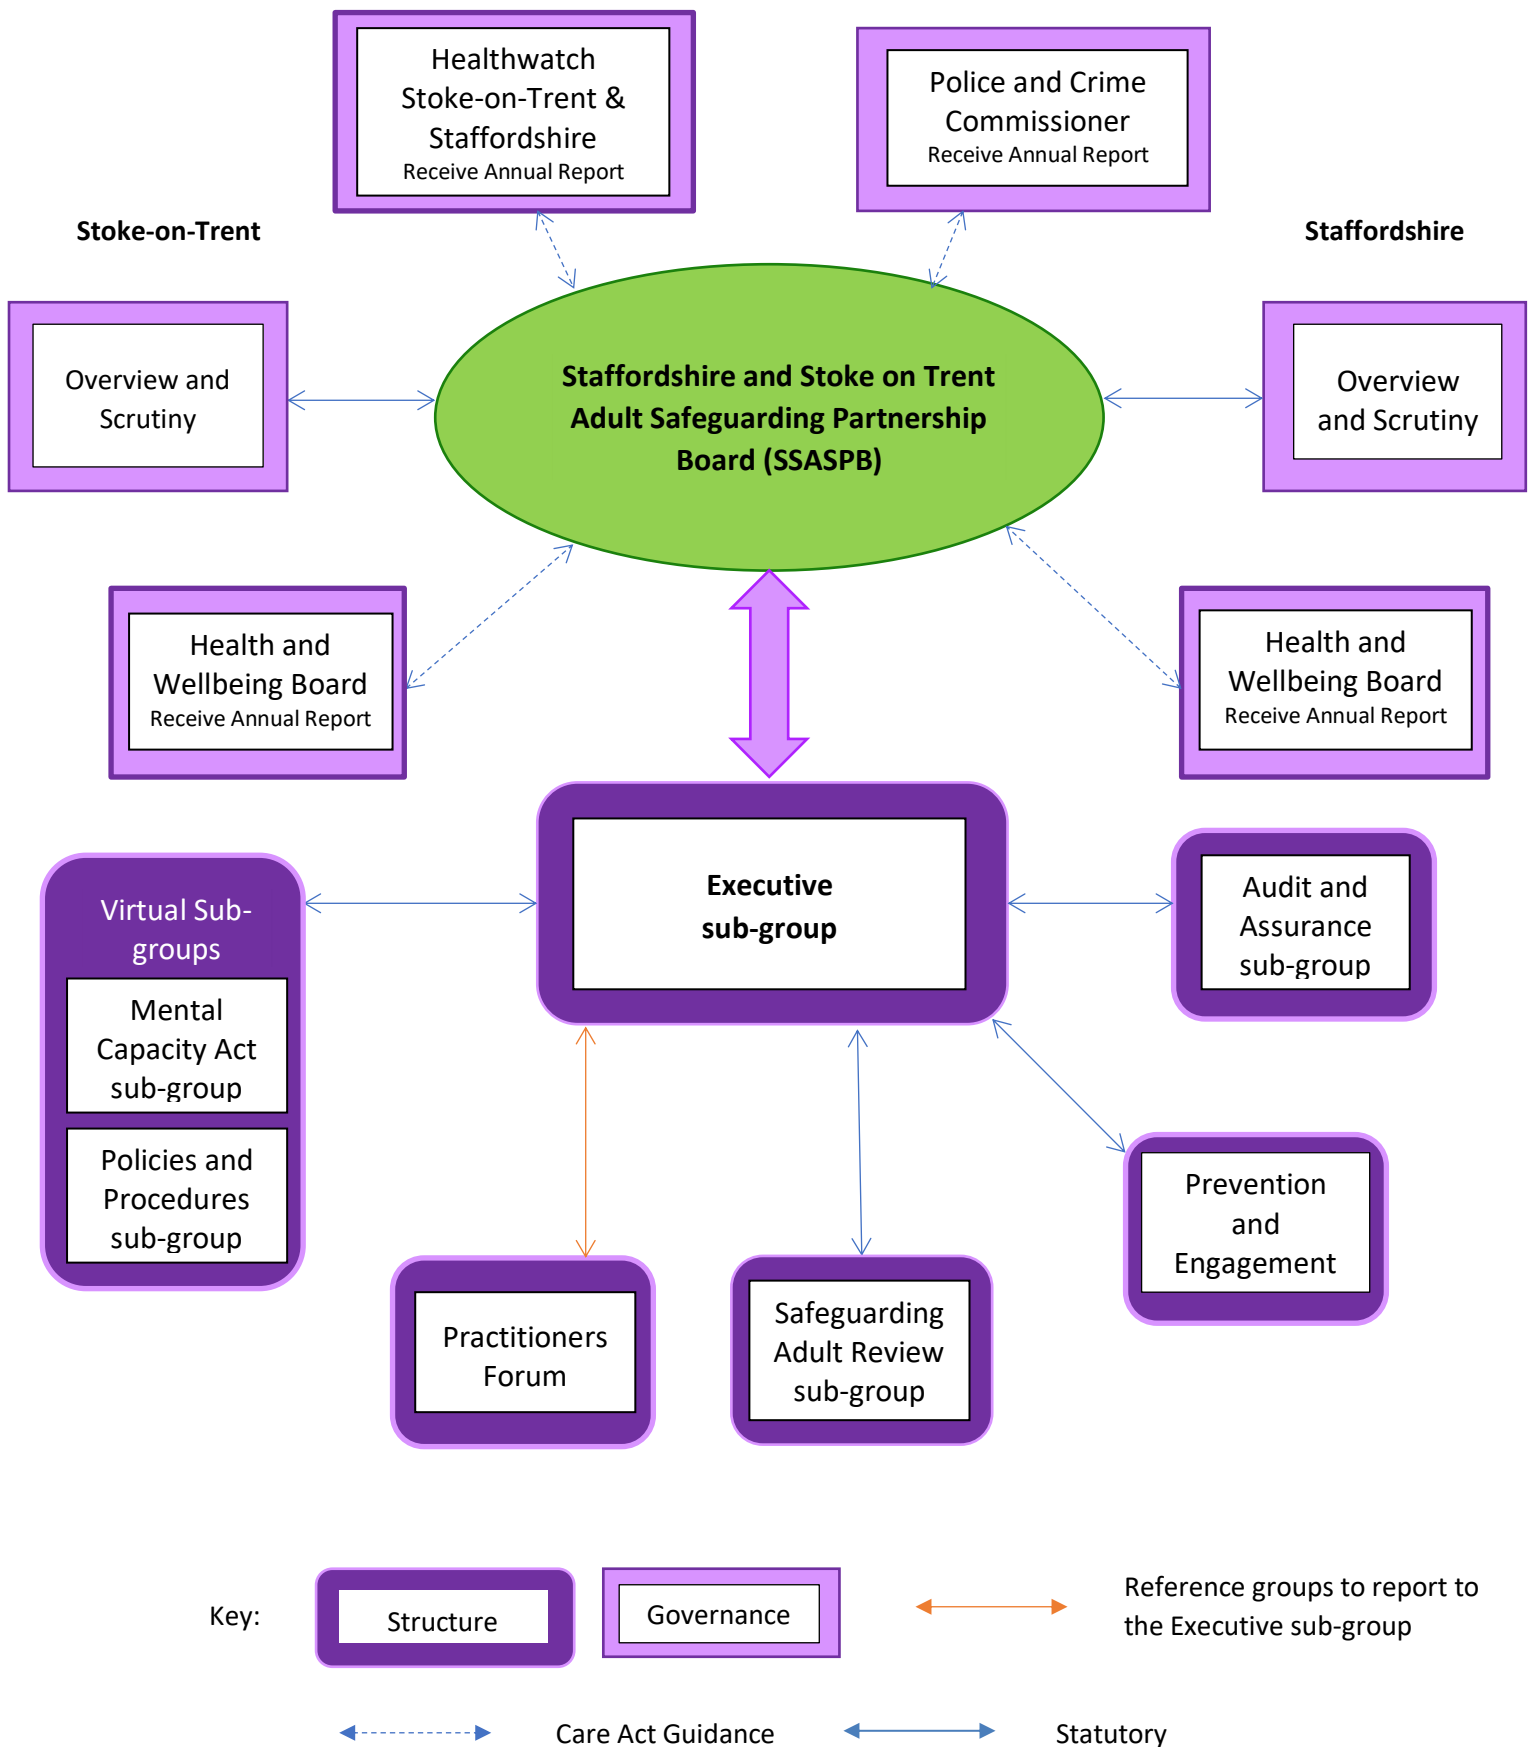 Healthwatch
Stoke-on-Trent &
Staffordshire
Receive Annual Report
Police and Crime
Commissioner
Receive Annual Report
Stoke-on-Trent
Staffordshire
Overview and
Scrutiny
Staffordshire and Stoke on Trent
Adult Safeguarding Partnership
Board (SSASPB)
Overview
and Scrutiny
Health and
Wellbeing Board
Receive Annual Report
Health and
Wellbeing Board
Receive Annual Report
Executive
sub-group
Virtual Sub-
groups
Mental
Capacity Act
sub-group
Policies and
Procedures
sub-group
Audit and
Assurance
sub-group
Prevention
and
Engagement
Practitioners
Forum
Safeguarding
Adult Review
sub-group
Key:
Structure
Governance
Reference groups to report to
the Executive sub-group
Care Act Guidance
Statutory